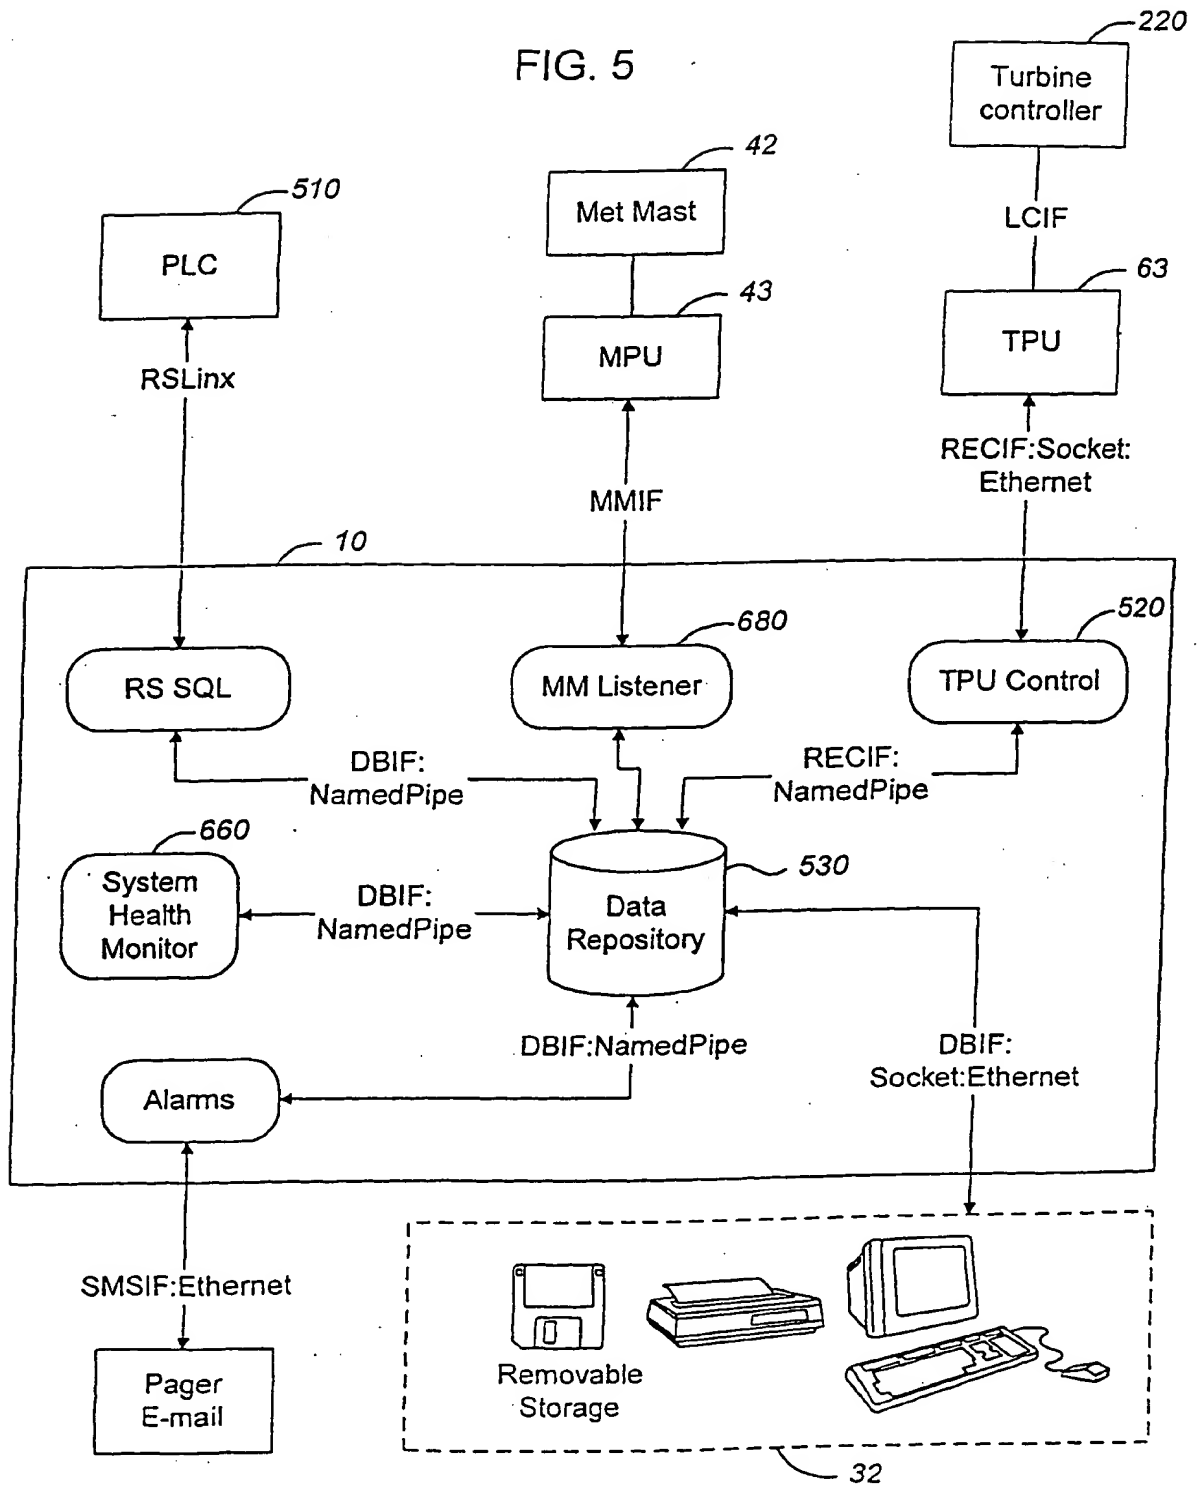 220
FIG. 5
Turbine
controller
42
510
Met Mast
LCIF
PLC
63
43
TPU
MPU
RSLinx
RECIF:Socket:
Ethernet
MMIF
10
680
520
RS SQL
MM Listener
TPU Control
DBIF:
NamedPipe
RECIF:
NamedPipe
660
530
System
Health
Monitor
DBIF:
NamedPipe
Data
Repository
DBIF:NamedPipe
DBIF:
Socket:Ethernet
Alarms
SMSIF:Ethernet
Removable
Storage
Pager
E-mail
32